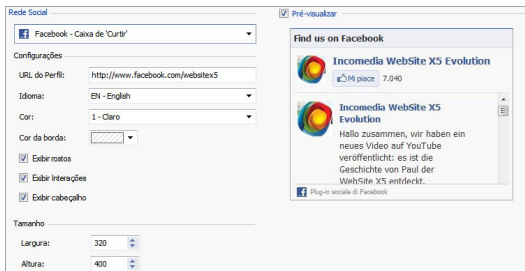 Rede Social
Facebook - Caixa de 'Curtir'
Configurações
URL do Perfil: http://www.facebook.com/websitex5
Idioma: EN - English
Cor: 1 - Claro
Cor da borda:
Exibir rostos
Exibir Interações
Exibir cabeçalho
Tamanho
Largura: 320
Altura: 400
Pré-visualizar
Find us on Facebook
Incomedia WebSite X5 Evolution
Mi piace 7.040
Incomedia WebSite X5
Evolution
Hallo zusammen, wir haben ein
neues Video auf YouTube
veröffentlicht: es ist die
Geschichte von Paul der
WebSite X5 entdeckt.
Plug-in sociale di Facebook